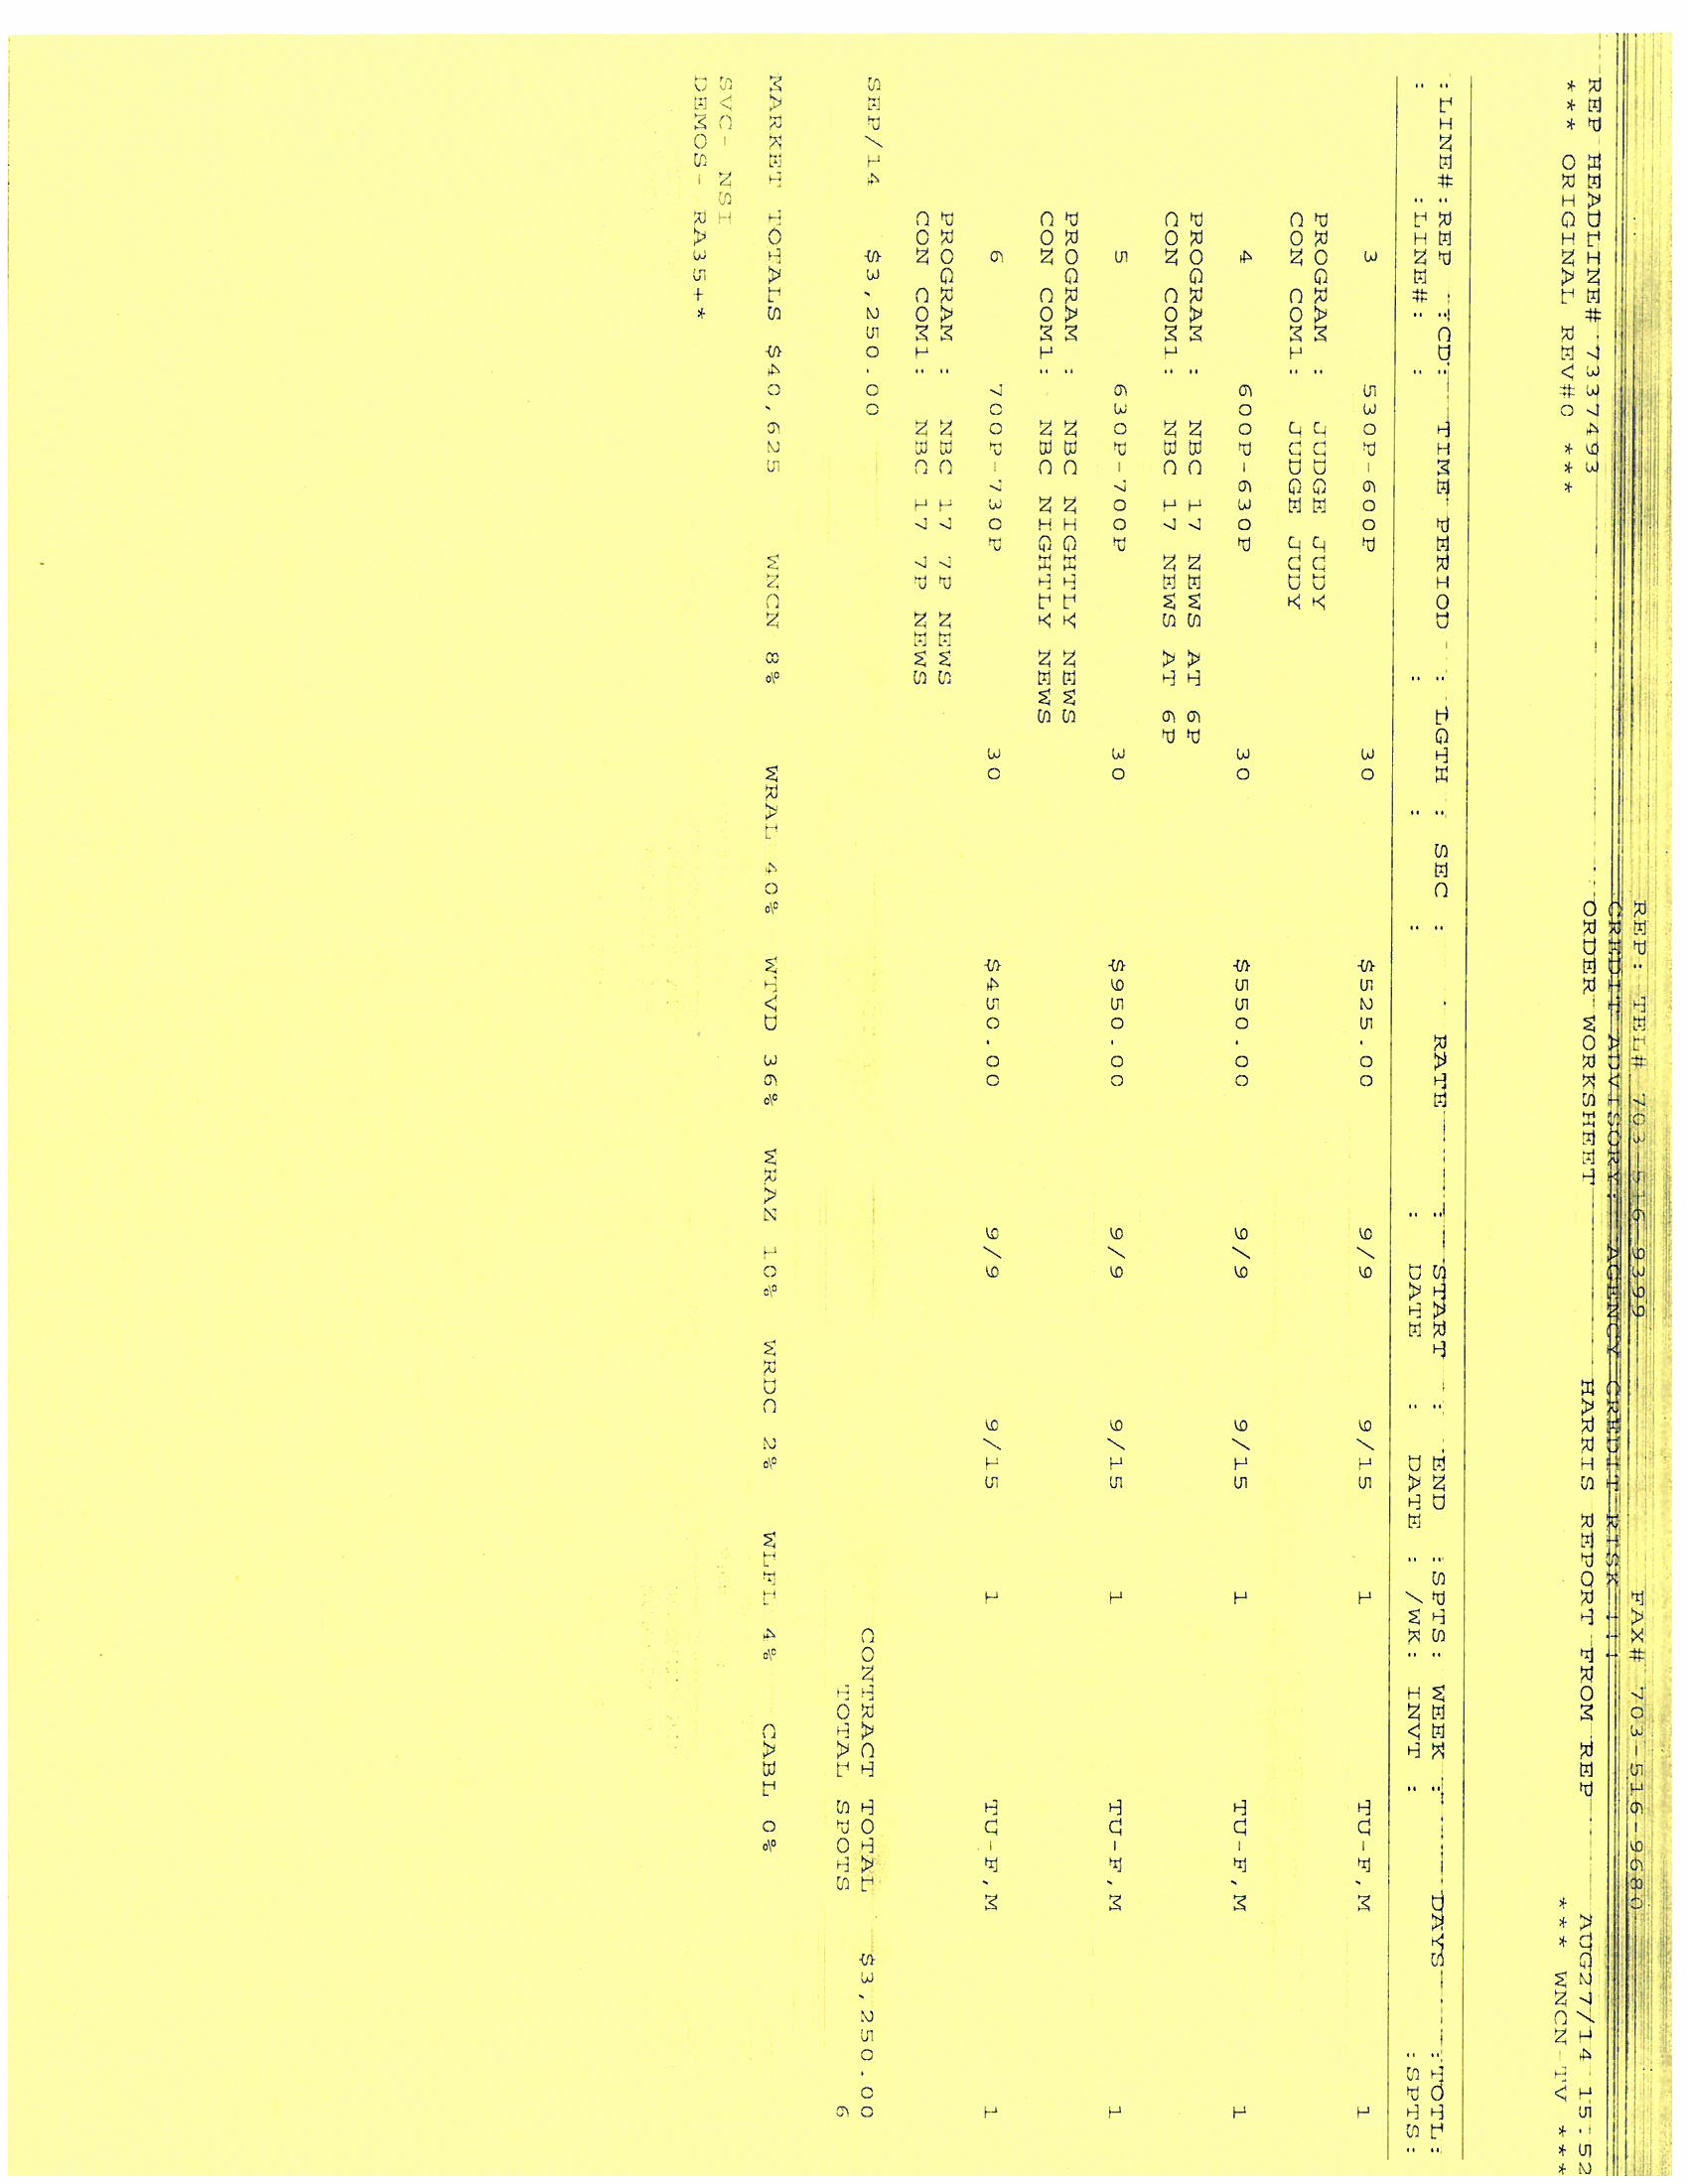 REP: TEL# 703-516-9399 FAX# 703-516-9680
CREDIT ADVISORY: AGENCY CREDIT RISK !!!
REP HEADLINE# 7337493 ORDER WORKSHEET HARRIS REPORT FROM REP AUG27/14 15:52
*** ORIGINAL REV#0 *** *** WNCN-TV ***
:LINE#:REP :CD: TIME PERIOD : LGTH : SEC : RATE : START : END :SPTS: WEEK : DAYS :TOTL:
: :LINE#: : : : : DATE : DATE : /WK: INVT : :SPTS:
3 530P-600P 30 $525.00 9/9 9/15 1 TU-F,M 1
PROGRAM : JUDGE JUDY
CON COM1: JUDGE JUDY
4 600P-630P 30 $550.00 9/9 9/15 1 TU-F,M 1
PROGRAM : NBC 17 NEWS AT 6P
CON COM1: NBC 17 NEWS AT 6P
5 630P-700P 30 $950.00 9/9 9/15 1 TU-F,M 1
PROGRAM : NBC NIGHTLY NEWS
CON COM1: NBC NIGHTLY NEWS
6 700P-730P 30 $450.00 9/9 9/15 1 TU-F,M 1
PROGRAM : NBC 17 7P NEWS
CON COM1: NBC 17 7P NEWS
SEP/14 $3,250.00 CONTRACT TOTAL $3,250.00
TOTAL SPOTS 6
MARKET TOTALS $40,625 WNCN 8% WRAL 40% WTVD 36% WRAZ 10% WRDC 2% WLFL 4% CABL 0%
SVC- NSI
DEMOS- RA35+*